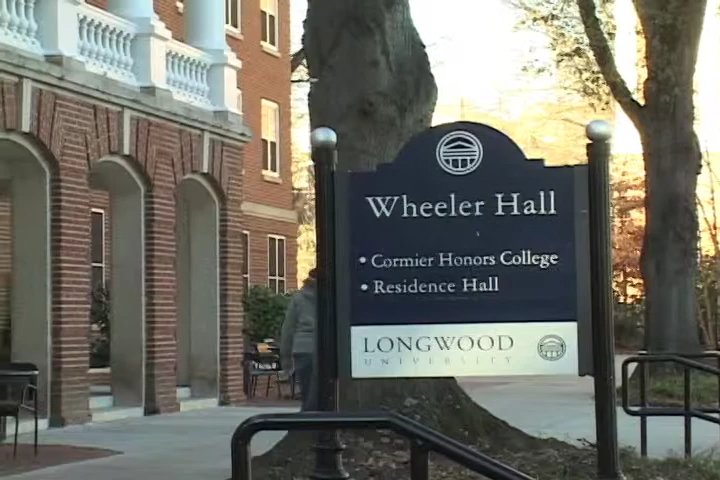 Wheeler Hall
• Cormier Honors College
• Residence Hall
LONGWOOD
UNIVERSITY